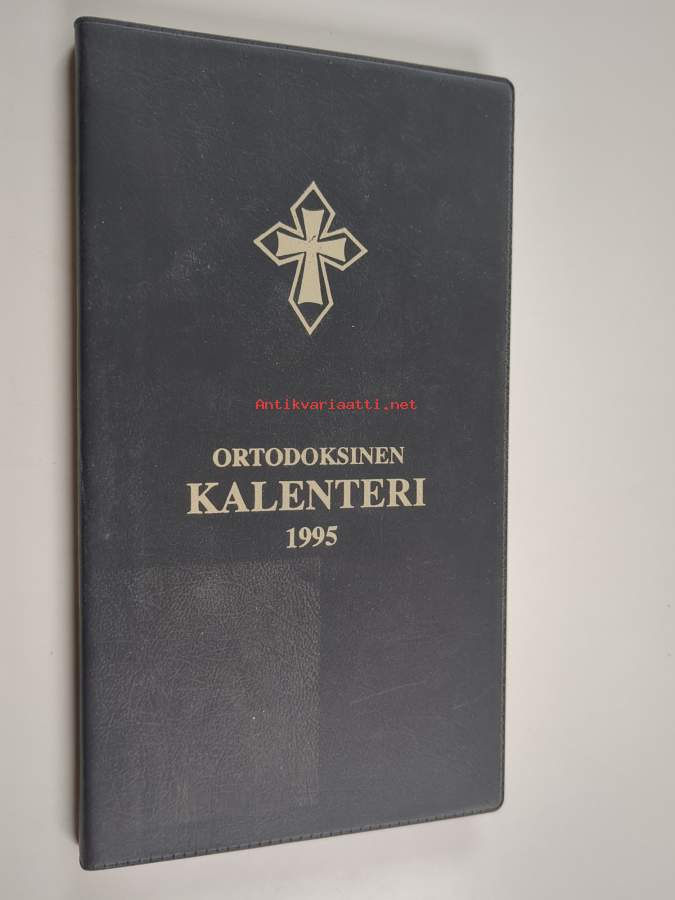 Antikvariaatti.net
ORTODOKSINEN
KALENTERI
1995